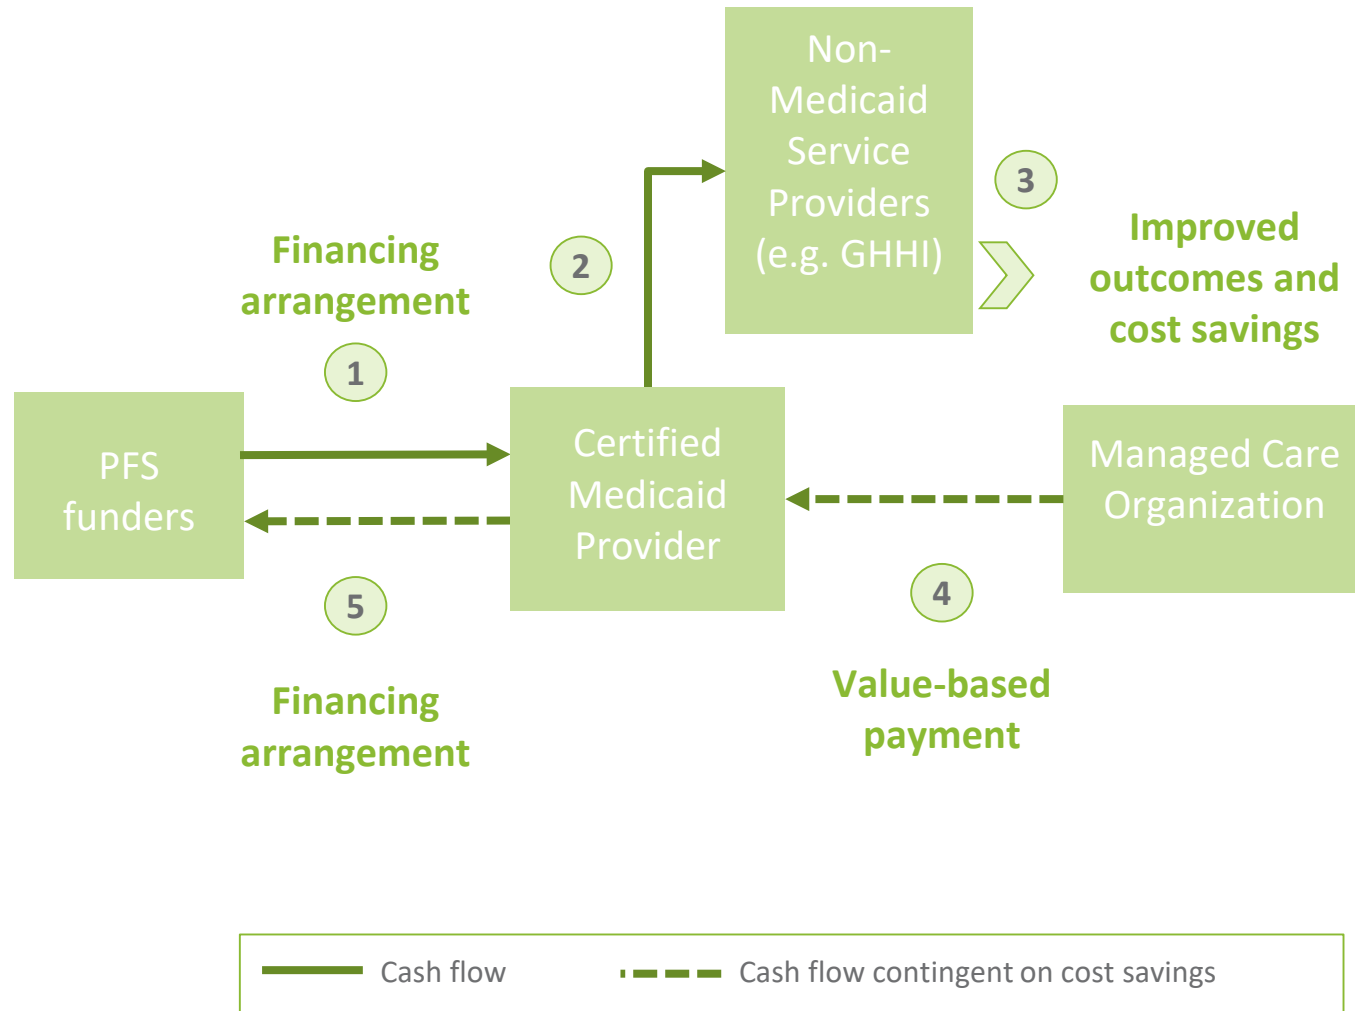 Non-
Medicaid
Service
Providers
(e.g. GHHI)
3
Improved
outcomes and
cost savings
2
Financing
arrangement
1
PFS
funders
Certified
Medicaid
Provider
Managed Care
Organization
5
Financing
arrangement
4
Value-based
payment
Cash flow
Cash flow contingent on cost savings